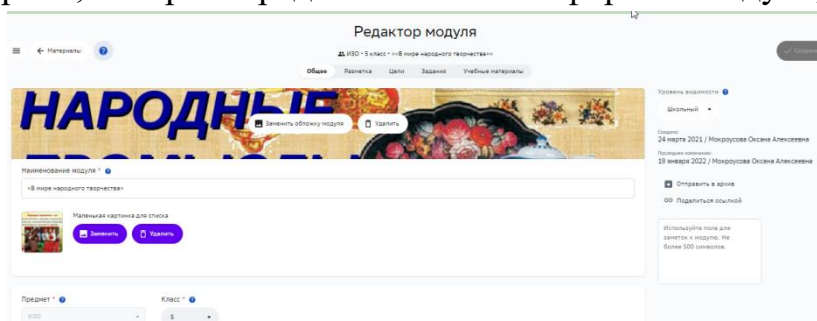 Редактор модуля
← Материалы
ИЗО • 5 класс • «»В мире народного творчества»»
Общее Разметка Цели Задания Учебные материалы
НАРОДНЫЕ
Заменить обложку модуля Удалить
Наименование модуля *
«В мире народного творчества»
Маленькая картинка для списка
Заменить Удалить
Предмет * Класс *
ИЗО 5
Уровень видимости
Школьный
Создано:
24 марта 2021 / Мокроусова Оксана Алексеевна
Последнее изменение:
19 января 2022 / Мокроусова Оксана Алексеевна
Отправить в архив
Поделиться ссылкой
Используйте поле для
заметок к модулю. Не
более 500 символов.